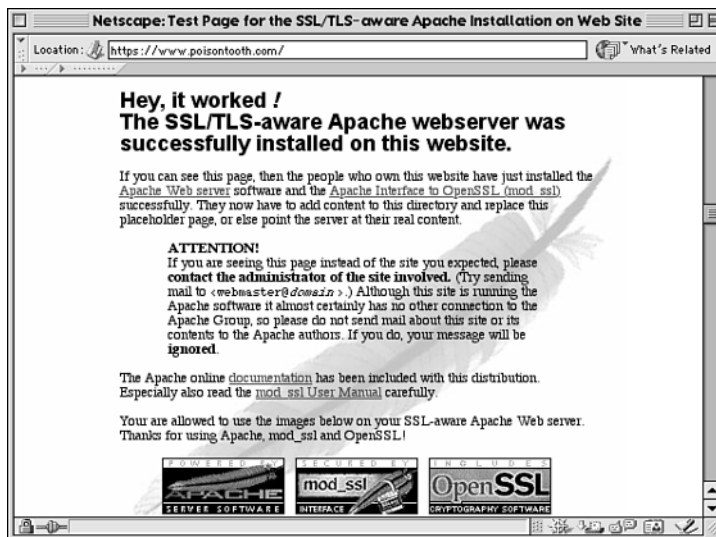 Netscape: Test Page for the SSL/TLS-aware Apache Installation on Web Site
Location: https://www.poisontooth.com/ What's Related
Hey, it worked !
The SSL/TLS-aware Apache webserver was
successfully installed on this website.
If you can see this page, then the people who own this website have just installed the
Apache Web server software and the Apache Interface to OpenSSL (mod_ssl)
successfully. They now have to add content to this directory and replace this
placeholder page, or else point the server at their real content.
ATTENTION!
If you are seeing this page instead of the site you expected, please
contact the administrator of the site involved. (Try sending
mail to <webmaster@domain>.) Although this site is running the
Apache software it almost certainly has no other connection to the
Apache Group, so please do not send mail about this site or its
contents to the Apache authors. If you do, your message will be
ignored.
The Apache online documentation has been included with this distribution.
Especially also read the mod_ssl User Manual carefully.
Your are allowed to use the images below on your SSL-aware Apache Web server.
Thanks for using Apache, mod_ssl and OpenSSL!
POWERED BY SECURED BY INCLUDES
APACHE mod_ssl OpenSSL
SERVER SOFTWARE INTERFACE CRYPTOGRAPHY SOFTWARE